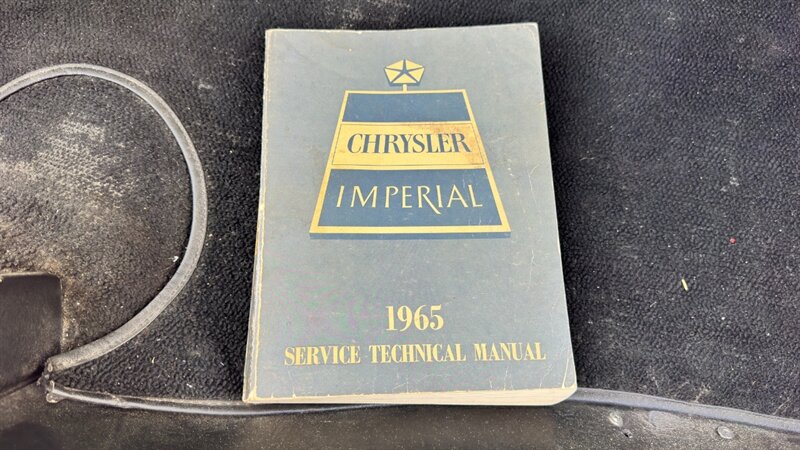 CHRYSLER
IMPERIAL
1965
SERVICE TECHNICAL MANUAL